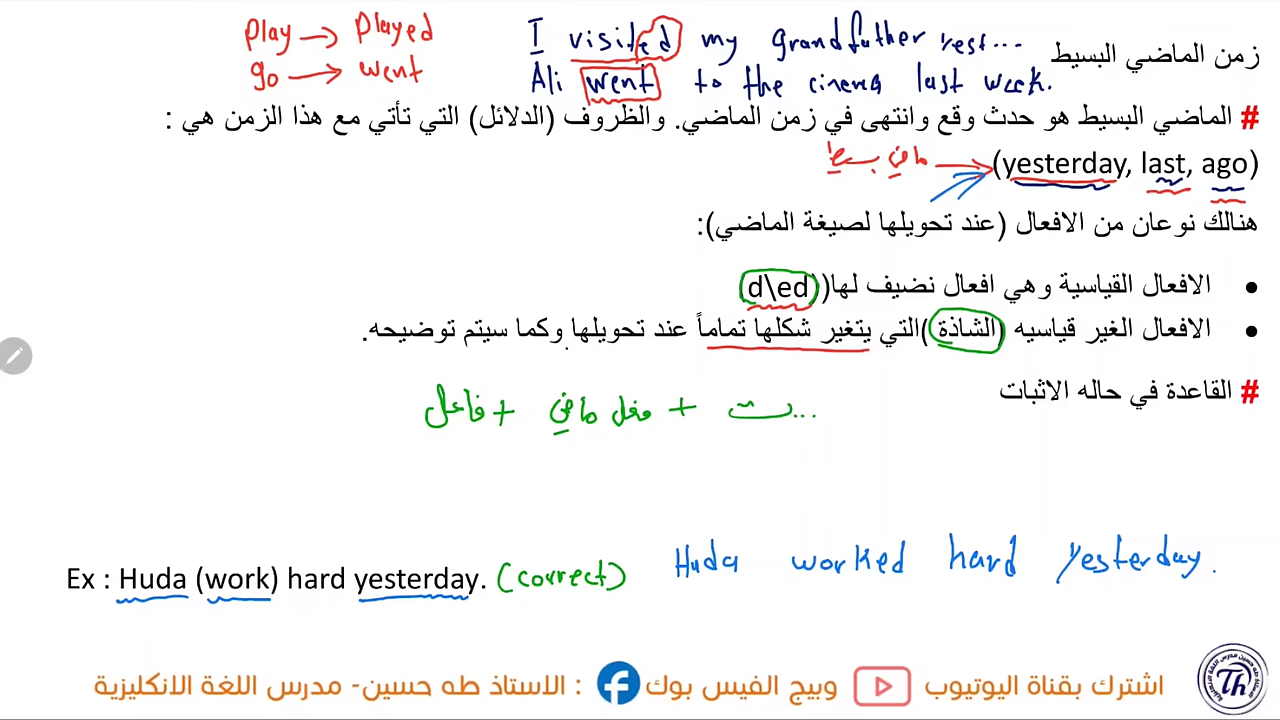 play → played
go → went
I visited my grandfather yest...
Ali went to the cinema last week.
زمن الماضي البسيط
# الماضي البسيط هو حدث وقع وانتهى في زمن الماضي. والظروف (الدلائل) التي تأتي مع هذا الزمن هي :
ماضي بسيط → (yesterday, last, ago)
هنالك نوعان من الافعال (عند تحويلها لصيغة الماضي):
• الافعال القياسية وهي افعال نضيف لها((d\ed)
• الافعال الغير قياسيه (الشاذة )التي يتغير شكلها تماماً عند تحويلها وكما سيتم توضيحه.
# القاعدة في حاله الاثبات
فاعل + فعل ماضي + ت...
Ex : Huda (work) hard yesterday. (correct)
Huda worked hard yesterday.
اشترك بقناة اليوتيوب وبيج الفيس بوك : الاستاذ طه حسين- مدرس اللغة الانكليزية
Th